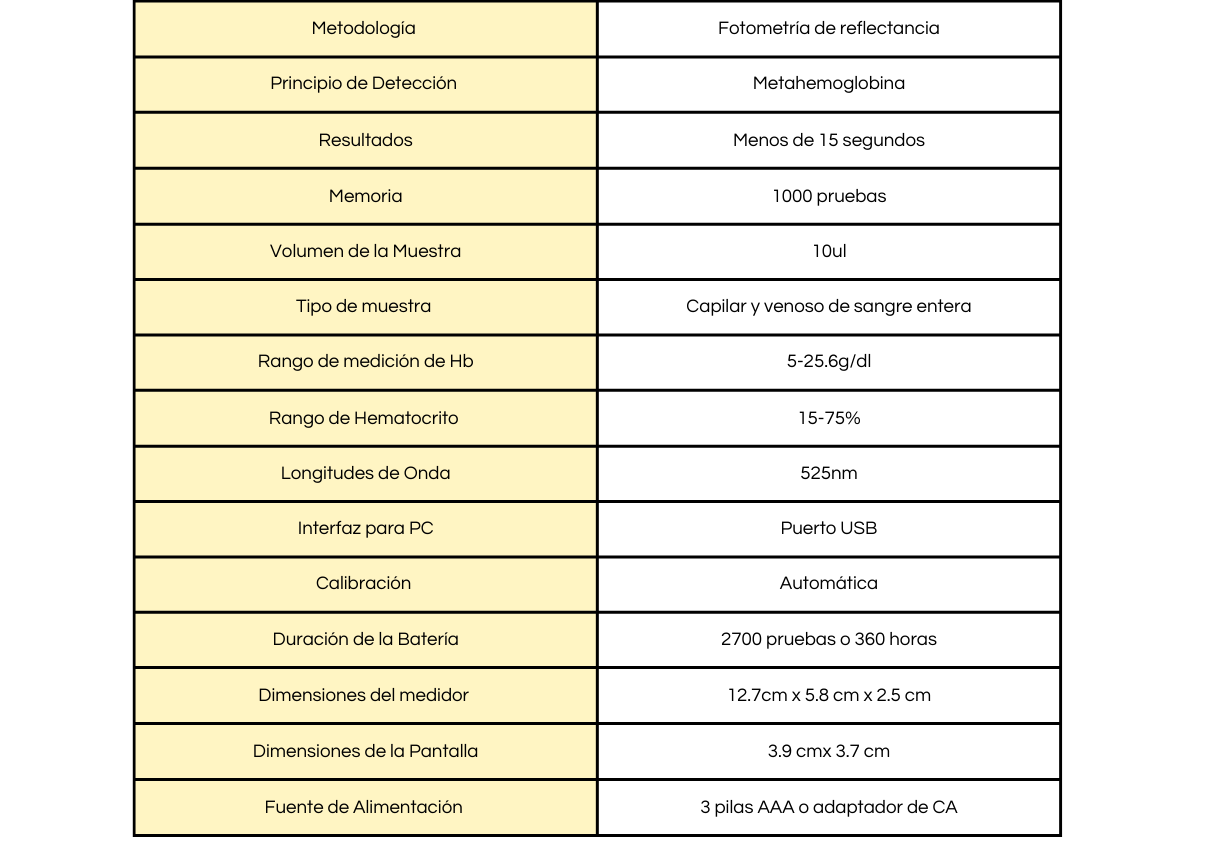 Metodología Fotometría de reflectancia
Principio de Detección Metahemoglobina
Resultados Menos de 15 segundos
Memoria 1000 pruebas
Volumen de la Muestra 10ul
Tipo de muestra Capilar y venoso de sangre entera
Rango de medición de Hb 5-25.6g/dl
Rango de Hematocrito 15-75%
Longitudes de Onda 525nm
Interfaz para PC Puerto USB
Calibración Automática
Duración de la Batería 2700 pruebas o 360 horas
Dimensiones del medidor 12.7cm x 5.8 cm x 2.5 cm
Dimensiones de la Pantalla 3.9 cmx 3.7 cm
Fuente de Alimentación 3 pilas AAA o adaptador de CA